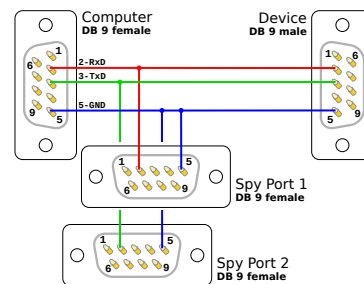 Computer
DB 9 female
Device
DB 9 male
1
6
9
5
2-RxD
3-TxD
5-GND
1
6
5
9
1
5
6
9
Spy Port 1
DB 9 female
1
5
6
9
Spy Port 2
DB 9 female